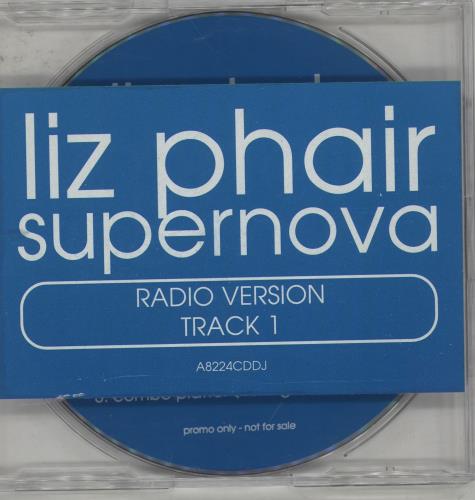 liz phair
supernova
RADIO VERSION
TRACK 1
A8224CDDJ
promo only - not for sale